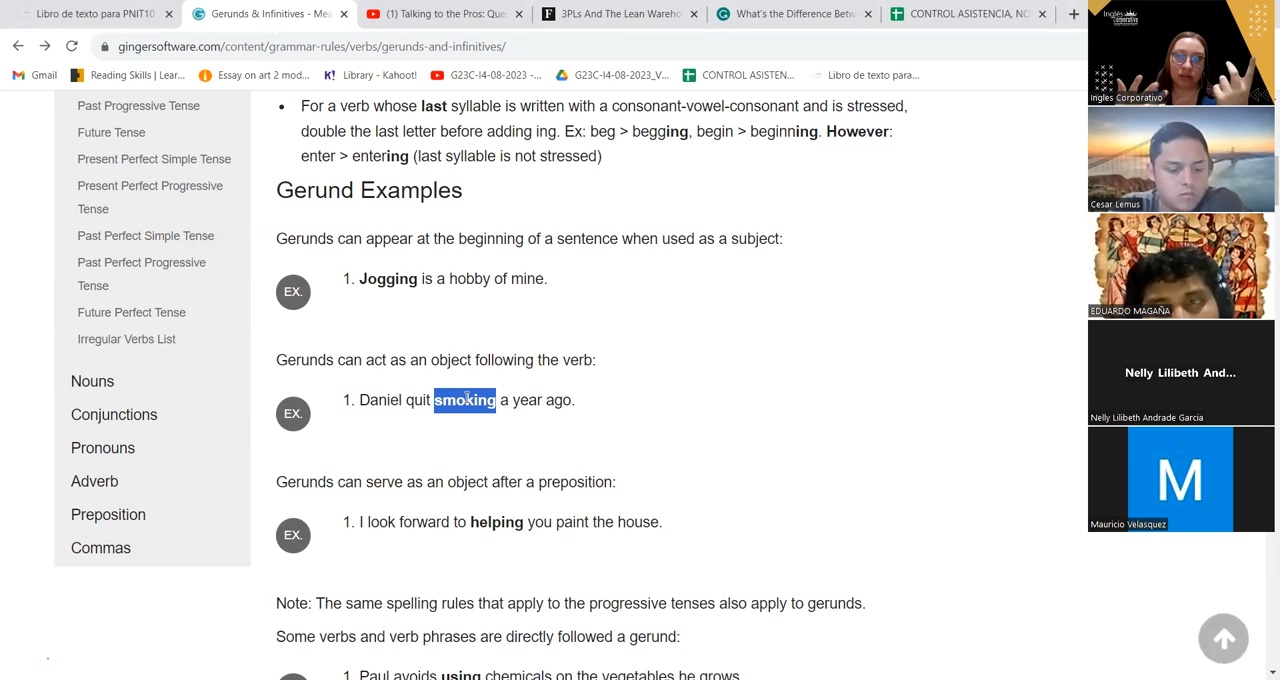 Libro de texto para PNIT10
Gerunds & Infinitives - Mea
(1) Talking to the Pros: Que
3PLs And The Lean Wareho
What's the Difference Betw
CONTROL ASISTENCIA, NO
gingersoftware.com/content/grammar-rules/verbs/gerunds-and-infinitives/
Gmail
Reading Skills | Lear...
Essay on art 2 mod...
Library - Kahoot!
G23C-I4-08-2023 -...
G23C-I4-08-2023_V...
CONTROL ASISTEN...
Libro de texto para...
Past Progressive Tense
Future Tense
Present Perfect Simple Tense
Present Perfect Progressive
Tense
Past Perfect Simple Tense
Past Perfect Progressive
Tense
Future Perfect Tense
Irregular Verbs List
Nouns
Conjunctions
Pronouns
Adverb
Preposition
Commas
• For a verb whose last syllable is written with a consonant-vowel-consonant and is stressed,
double the last letter before adding ing. Ex: beg > begging, begin > beginning. However:
enter > entering (last syllable is not stressed)
Gerund Examples
Gerunds can appear at the beginning of a sentence when used as a subject:
EX.
1. Jogging is a hobby of mine.
Gerunds can act as an object following the verb:
EX.
1. Daniel quit smoking a year ago.
Gerunds can serve as an object after a preposition:
EX.
1. I look forward to helping you paint the house.
Note: The same spelling rules that apply to the progressive tenses also apply to gerunds.
Some verbs and verb phrases are directly followed a gerund:
1. Paul avoids using chemicals on the vegetables he grows.
Inglés
Corporativo
Ingles Corporativo
Cesar Lemus
EDUARDO MAGAÑA
Nelly Lilibeth And...
Nelly Lilibeth Andrade Garcia
M
Mauricio Velasquez